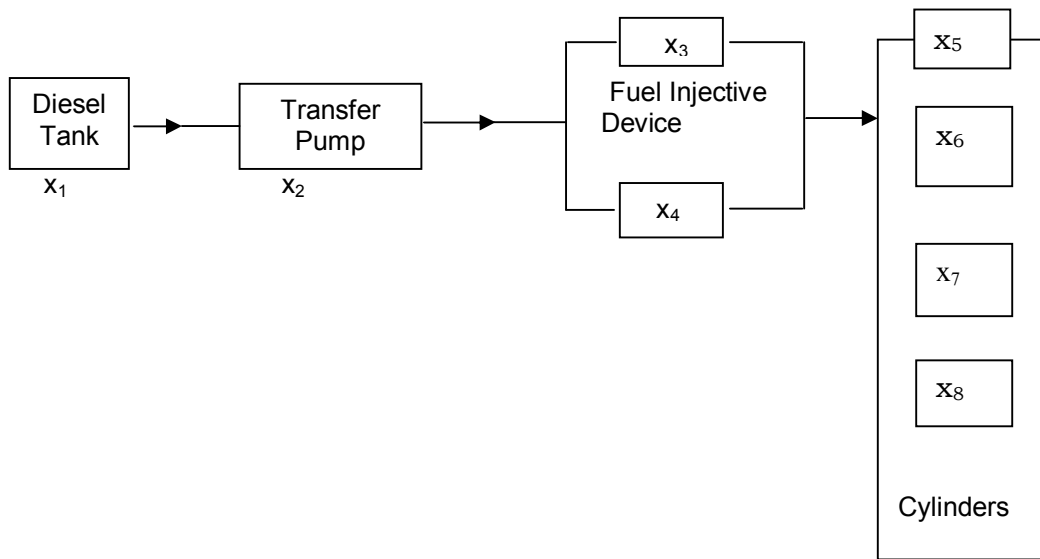 Diesel
Tank
x₁
Transfer
Pump
x₂
x₃
Fuel Injective
Device
x₄
x₅
x₆
x₇
x₈
Cylinders